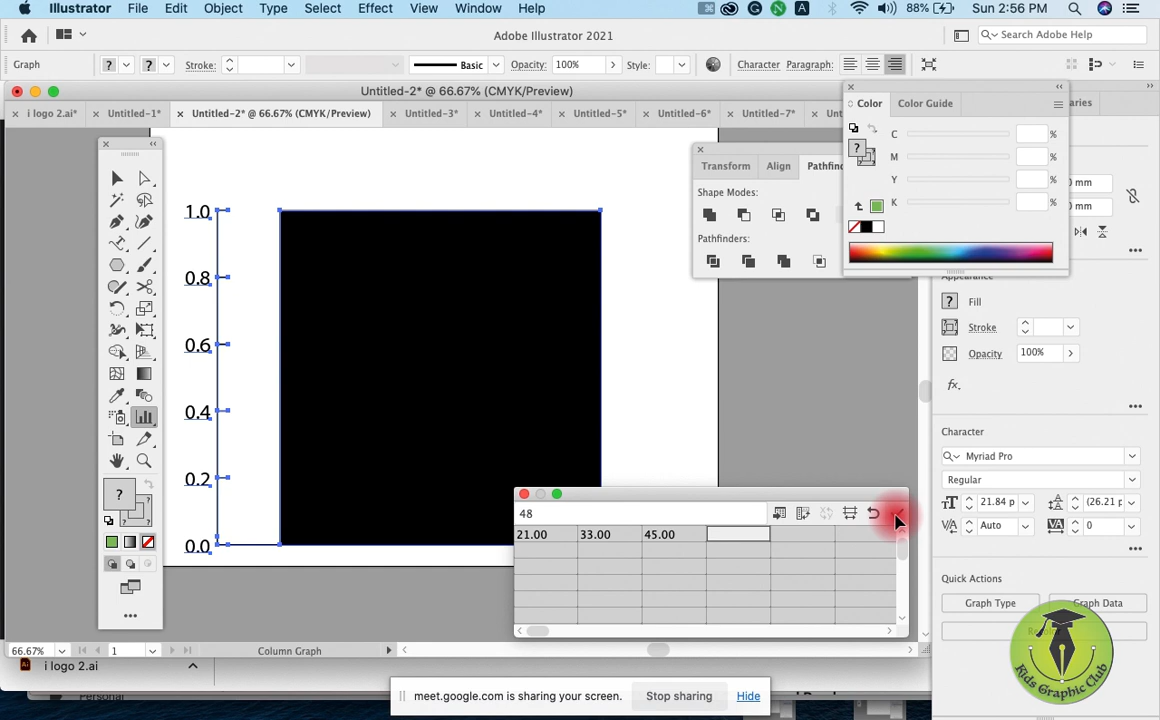 Illustrator File Edit Object Type Select Effect View Window Help 88% Sun 2:56 PM
Adobe Illustrator 2021 Search Adobe Help
Graph ? ? Stroke: Basic Opacity: 100% Style: Character Paragraph:
Untitled-2* @ 66.67% (CMYK/Preview)
i logo 2.ai* Untitled-1* Untitled-2* @ 66.67% (CMYK/Preview) Untitled-3* Untitled-4* Untitled-5* Untitled-6* Untitled-7*
Color Color Guide
C %
M %
Y %
K %
Transform Align Pathfin
Shape Modes:
Pathfinders:
1.0
0.8
0.6
0.4
0.2
0.0
Appearance
? Fill
Stroke
Opacity 100%
fx.
Character
Myriad Pro
Regular
21.84 p (26.21
Auto 0
Quick Actions
Graph Type Graph Data
48
21.00 33.00 45.00
66.67% 1 Column Graph
i logo 2.ai
Kids Graphic Club
meet.google.com is sharing your screen. Stop sharing Hide
Personal